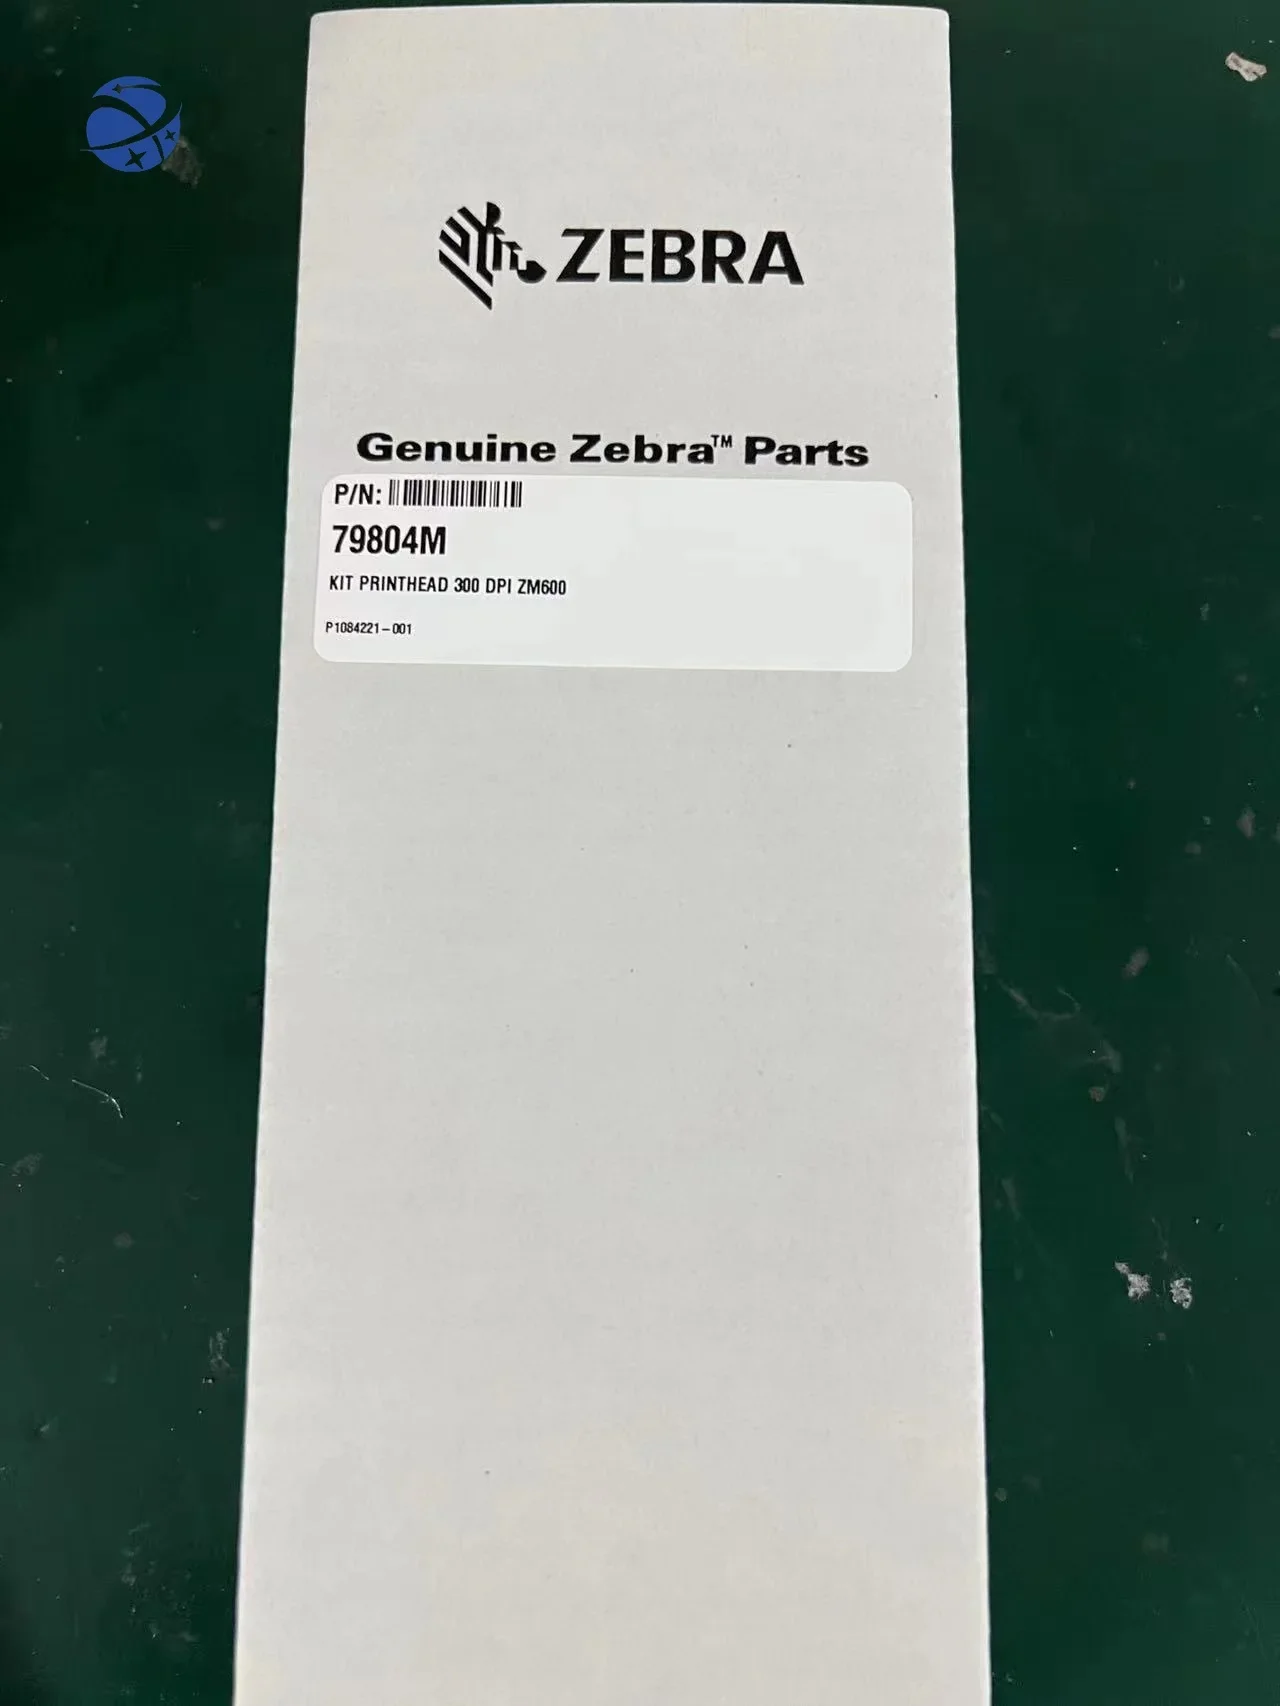 ZEBRA
Genuine Zebra™ Parts
P/N:
79804M
KIT PRINTHEAD 300 DPI ZM600
P1084221-001